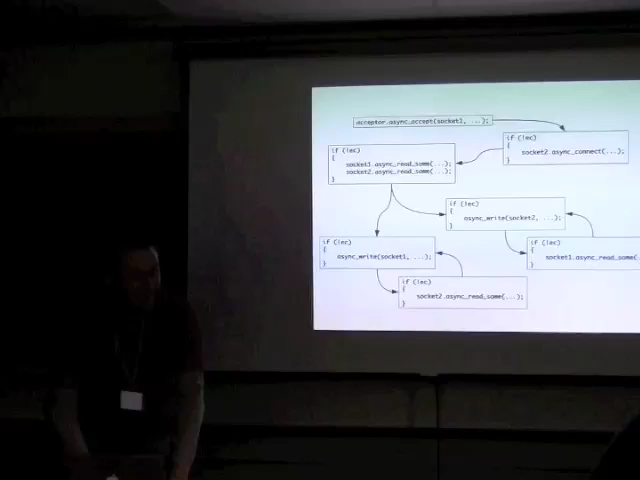 acceptor.async_accept(socket1, ...);
if (!ec)
{
socket2.async_connect(...);
}
if (!ec)
{
socket1.async_read_some(...);
socket2.async_read_some(...);
}
if (!ec)
{
async_write(socket2, ...);
}
if (!ec)
{
async_write(socket1, ...);
}
if (!ec)
{
socket1.async_read_some(
if (!ec)
{
socket2.async_read_some(...);
}